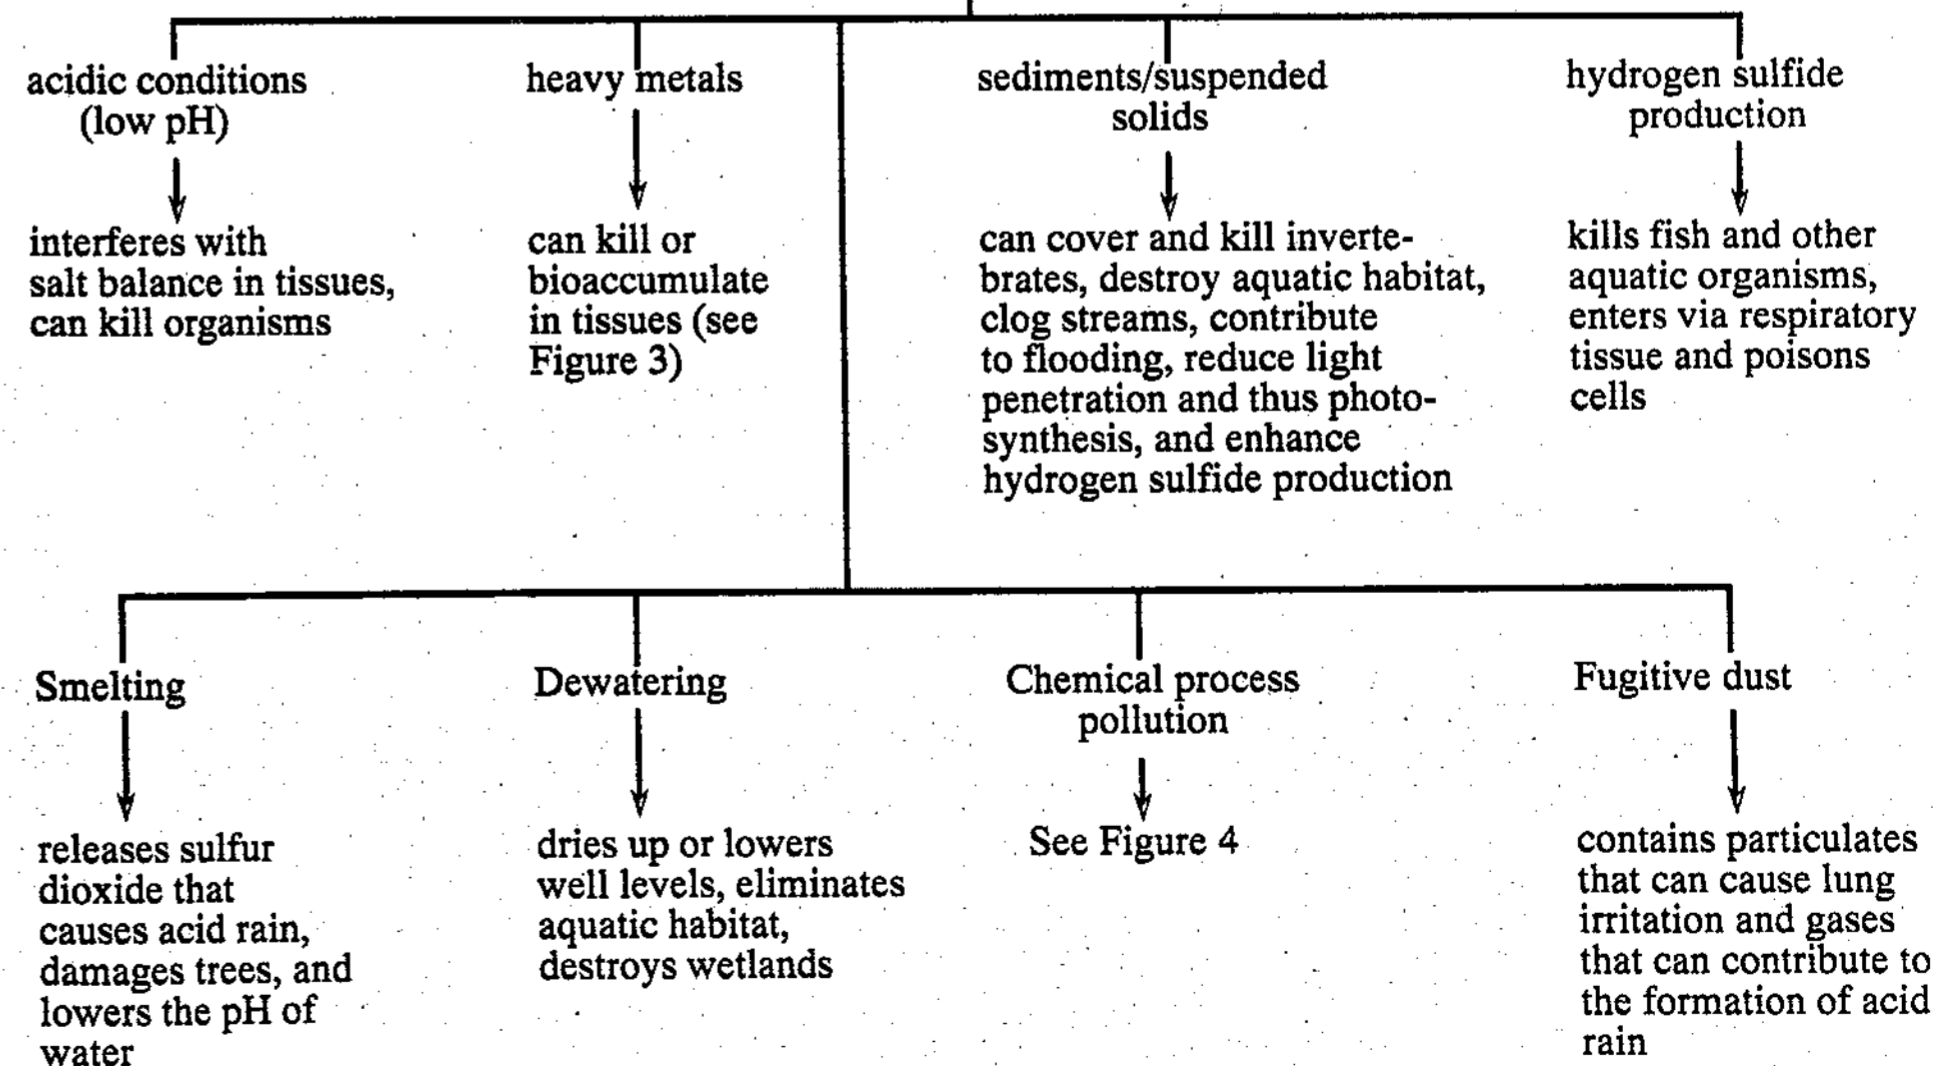 acidic conditions
(low pH)
interferes with
salt balance in tissues,
can kill organisms
heavy metals
can kill or
bioaccumulate
in tissues (see
Figure 3)
sediments/suspended
solids
can cover and kill inverte-
brates, destroy aquatic habitat,
clog streams, contribute
to flooding, reduce light
penetration and thus photo-
synthesis, and enhance
hydrogen sulfide production
hydrogen sulfide
production
kills fish and other
aquatic organisms,
enters via respiratory
tissue and poisons
cells
Smelting
releases sulfur
dioxide that
causes acid rain,
damages trees, and
lowers the pH of
water
Dewatering
dries up or lowers
well levels, eliminates
aquatic habitat,
destroys wetlands
Chemical process
pollution
See Figure 4
Fugitive dust
contains particulates
that can cause lung
irritation and gases
that can contribute to
the formation of acid
rain